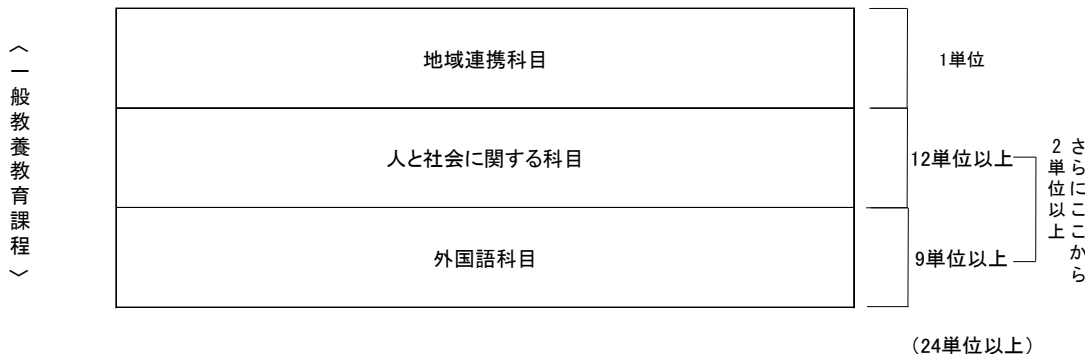 〈一般教養教育課程〉
地域連携科目
1単位
人と社会に関する科目
12単位以上
外国語科目
9単位以上
さらにここから
2単位以上
(24単位以上)